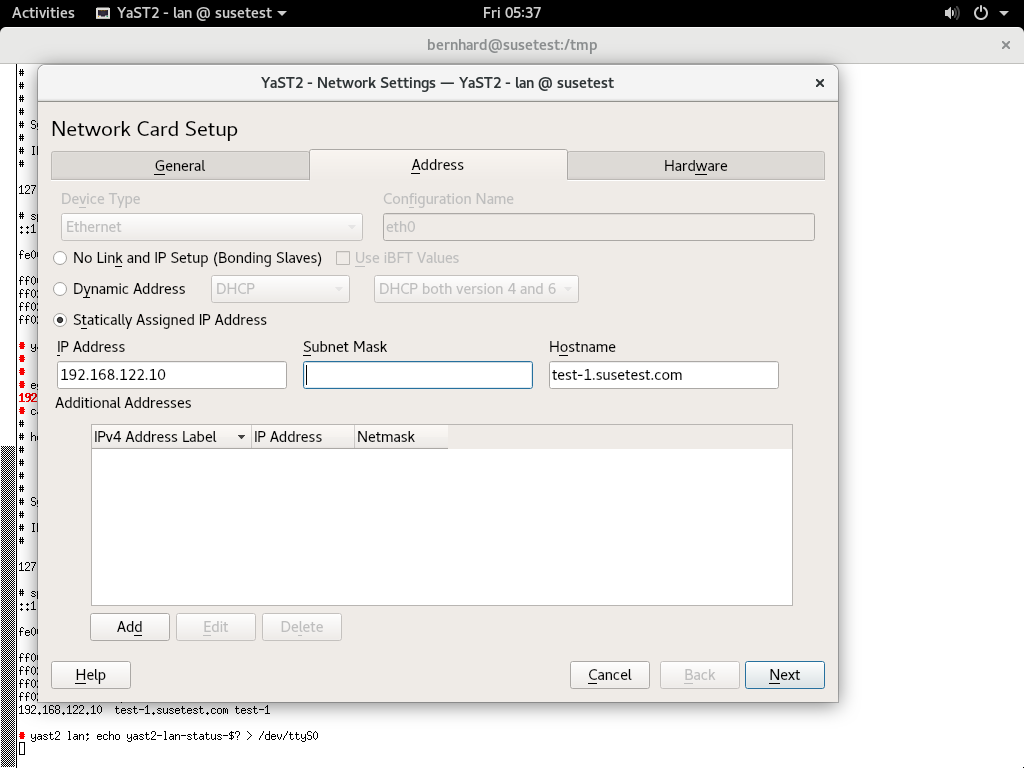 Activities YaST2 - lan @ susetest Fri 05:37
bernhard@susetest:/tmp
YaST2 - Network Settings — YaST2 - lan @ susetest
Network Card Setup
General Address Hardware
Device Type Configuration Name
Ethernet eth0
No Link and IP Setup (Bonding Slaves) Use iBFT Values
Dynamic Address DHCP DHCP both version 4 and 6
Statically Assigned IP Address
IP Address Subnet Mask Hostname
192.168.122.10 test-1.susetest.com
Additional Addresses
IPv4 Address Label IP Address Netmask
Add Edit Delete
Help Cancel Back Next
192.168.122.10 test-1.susetest.com test-1
# yast2 lan; echo yast2-lan-status-$? > /dev/ttyS0